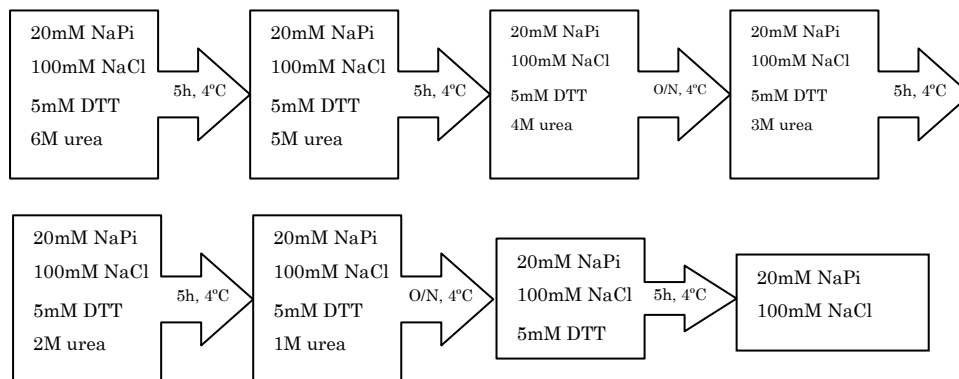 20mM NaPi
100mM NaCl
5mM DTT
6M urea
5h, 4ºC
20mM NaPi
100mM NaCl
5mM DTT
5M urea
5h, 4ºC
20mM NaPi
100mM NaCl
5mM DTT
4M urea
O/N, 4ºC
20mM NaPi
100mM NaCl
5mM DTT
3M urea
5h, 4ºC
20mM NaPi
100mM NaCl
5mM DTT
2M urea
5h, 4ºC
20mM NaPi
100mM NaCl
5mM DTT
1M urea
O/N, 4ºC
20mM NaPi
100mM NaCl
5mM DTT
5h, 4ºC
20mM NaPi
100mM NaCl